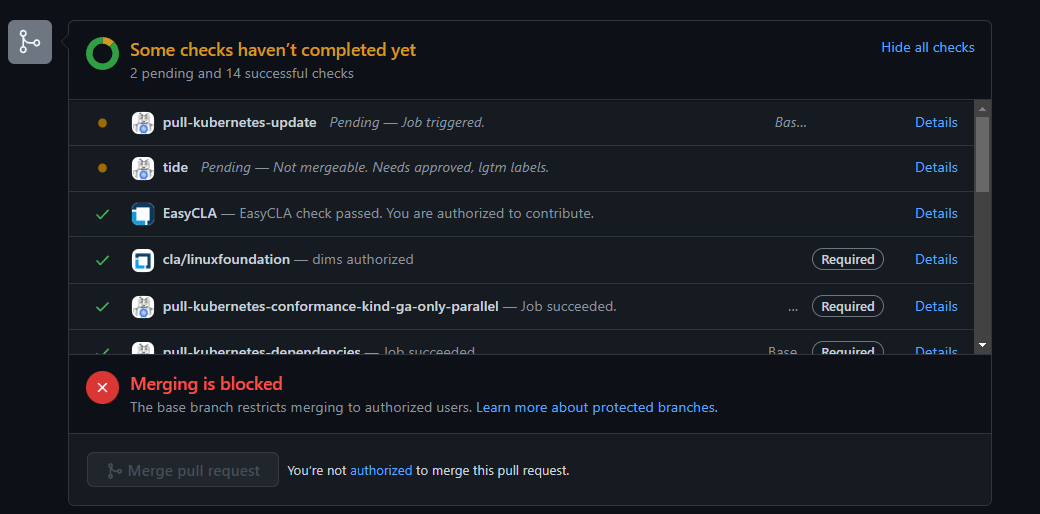 Some checks haven’t completed yet
Hide all checks
2 pending and 14 successful checks
pull-kubernetes-update Pending — Job triggered. Bas... Details
tide Pending — Not mergeable. Needs approved, lgtm labels. Details
EasyCLA — EasyCLA check passed. You are authorized to contribute. Details
cla/linuxfoundation — dims authorized Required Details
pull-kubernetes-conformance-kind-ga-only-parallel — Job succeeded. ... Required Details
pull-kubernetes-dependencies — Job succeeded. Base Required Details
Merging is blocked
The base branch restricts merging to authorized users. Learn more about protected branches.
Merge pull request You’re not authorized to merge this pull request.